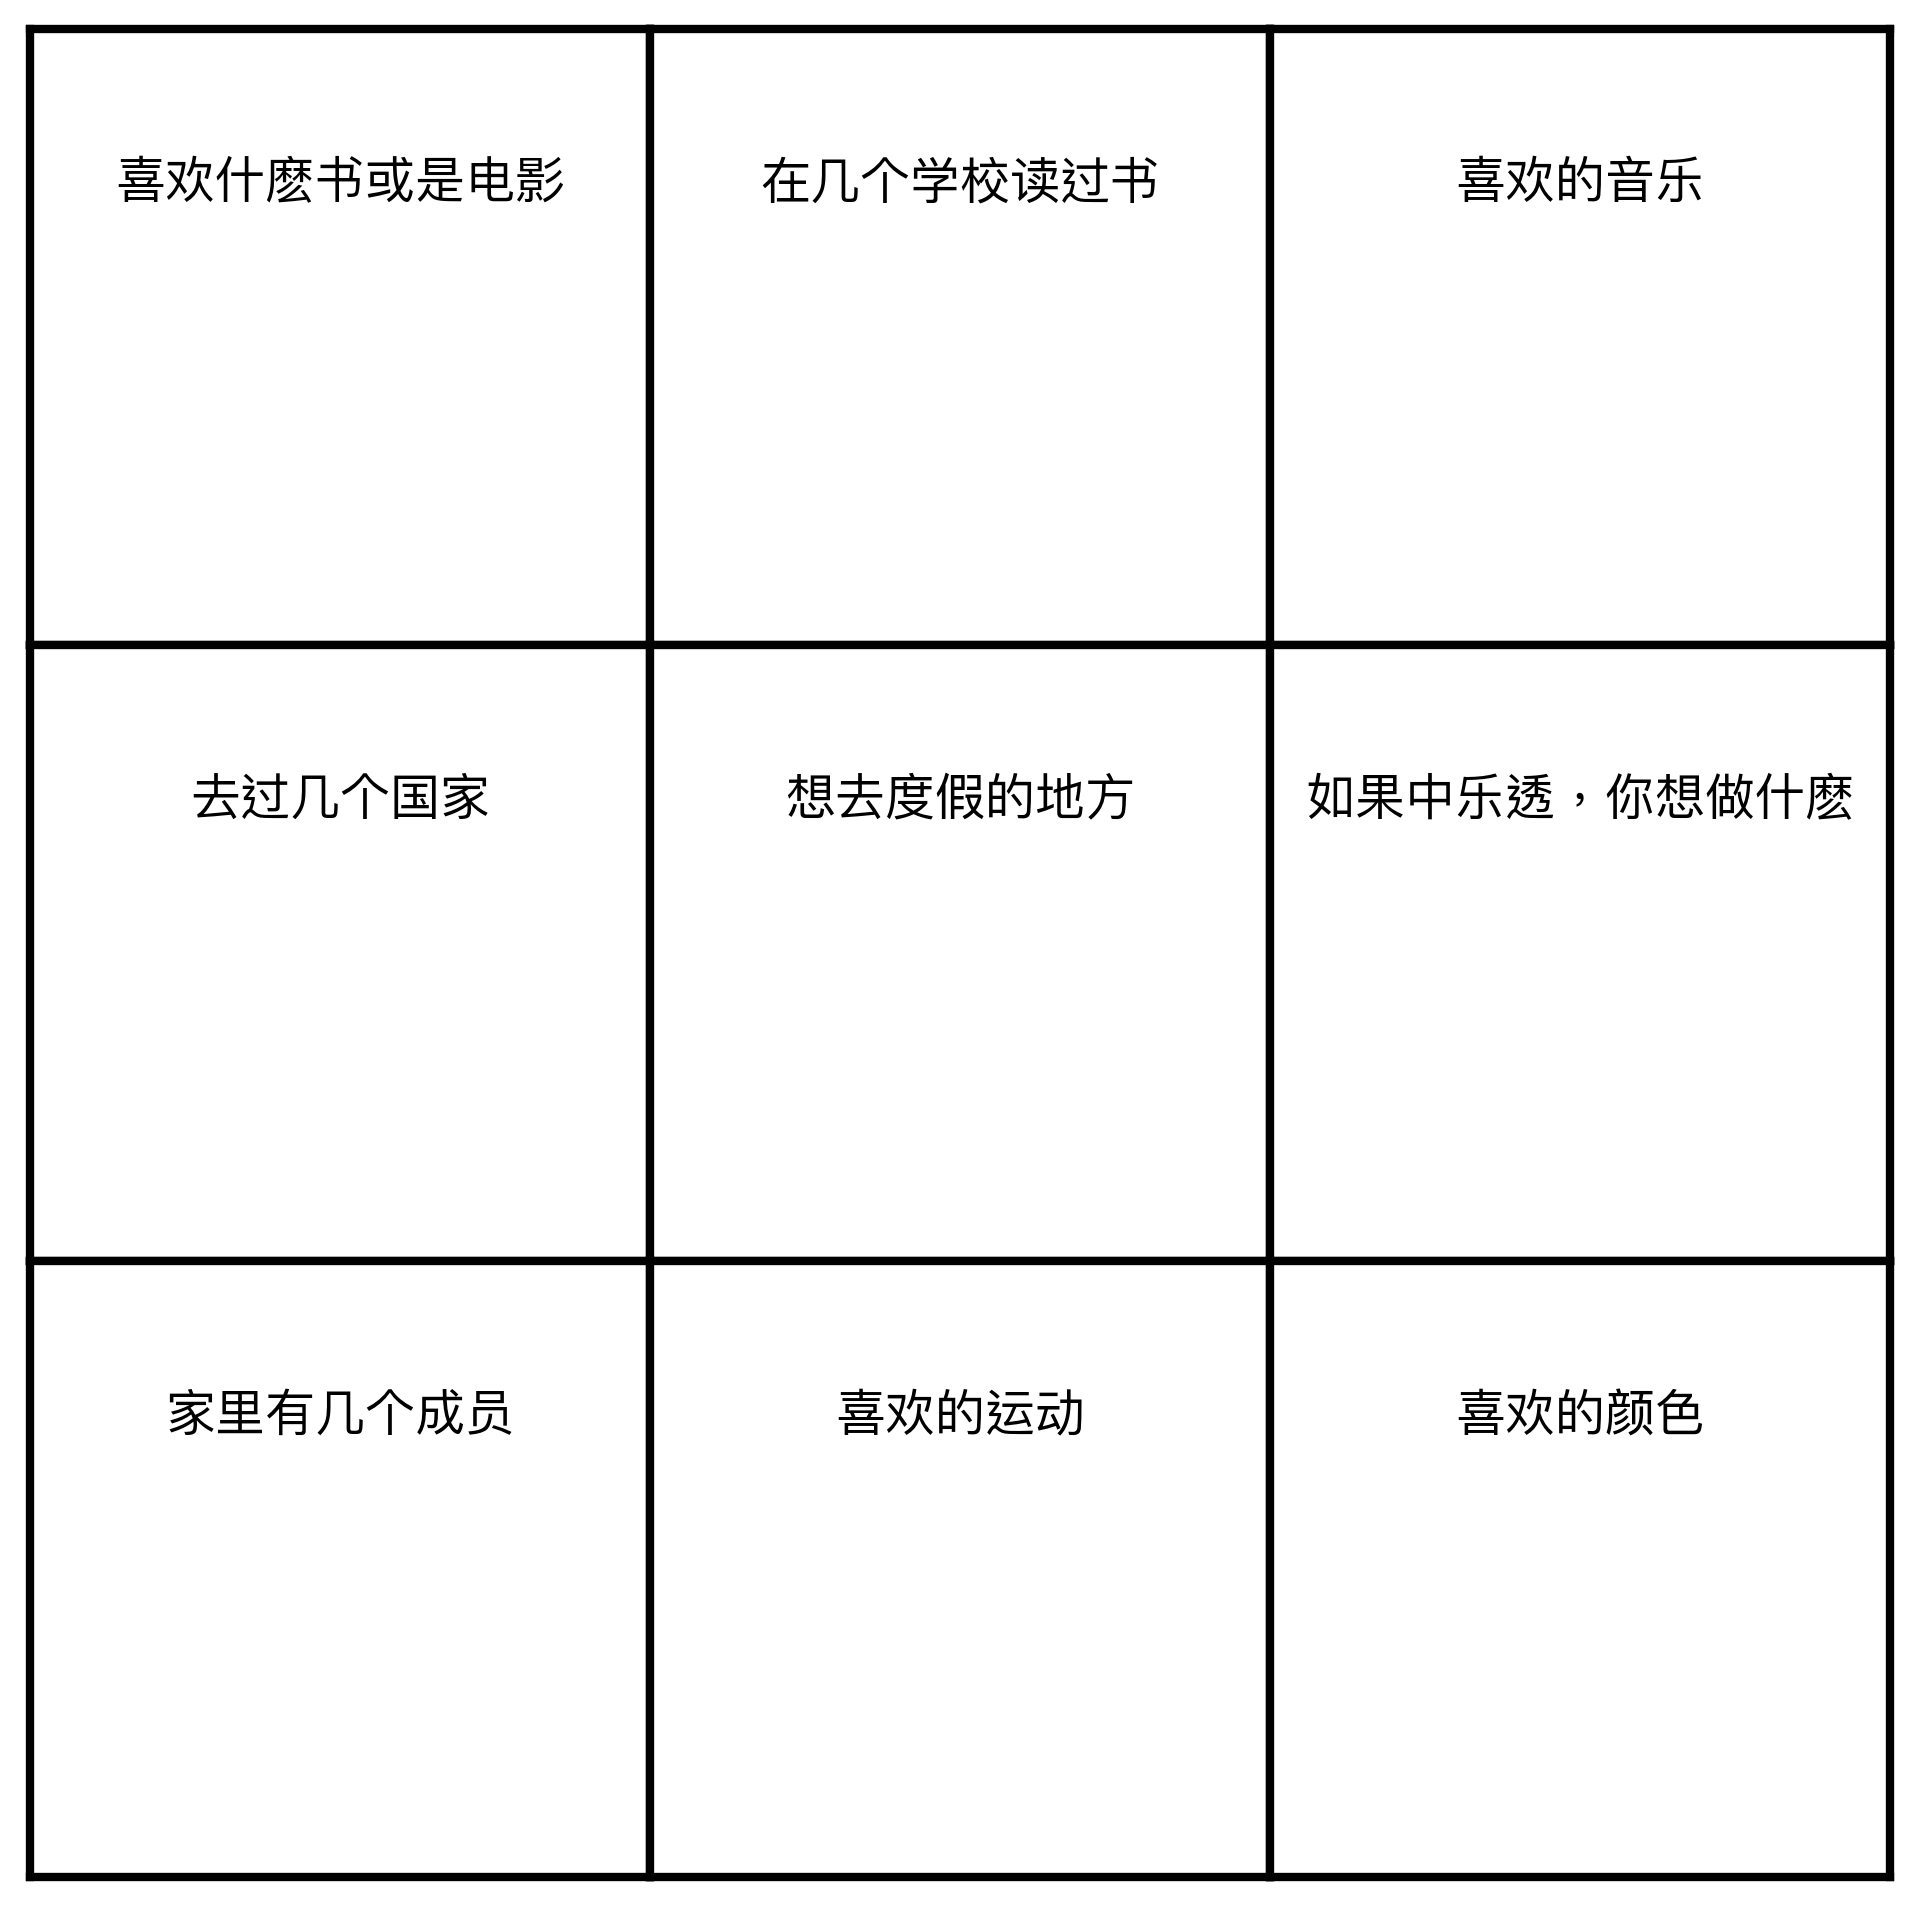 喜欢什麽书或是电影
在几个学校读过书
喜欢的音乐
去过几个国家
想去度假的地方
如果中乐透，你想做什麽
家里有几个成员
喜欢的运动
喜欢的颜色